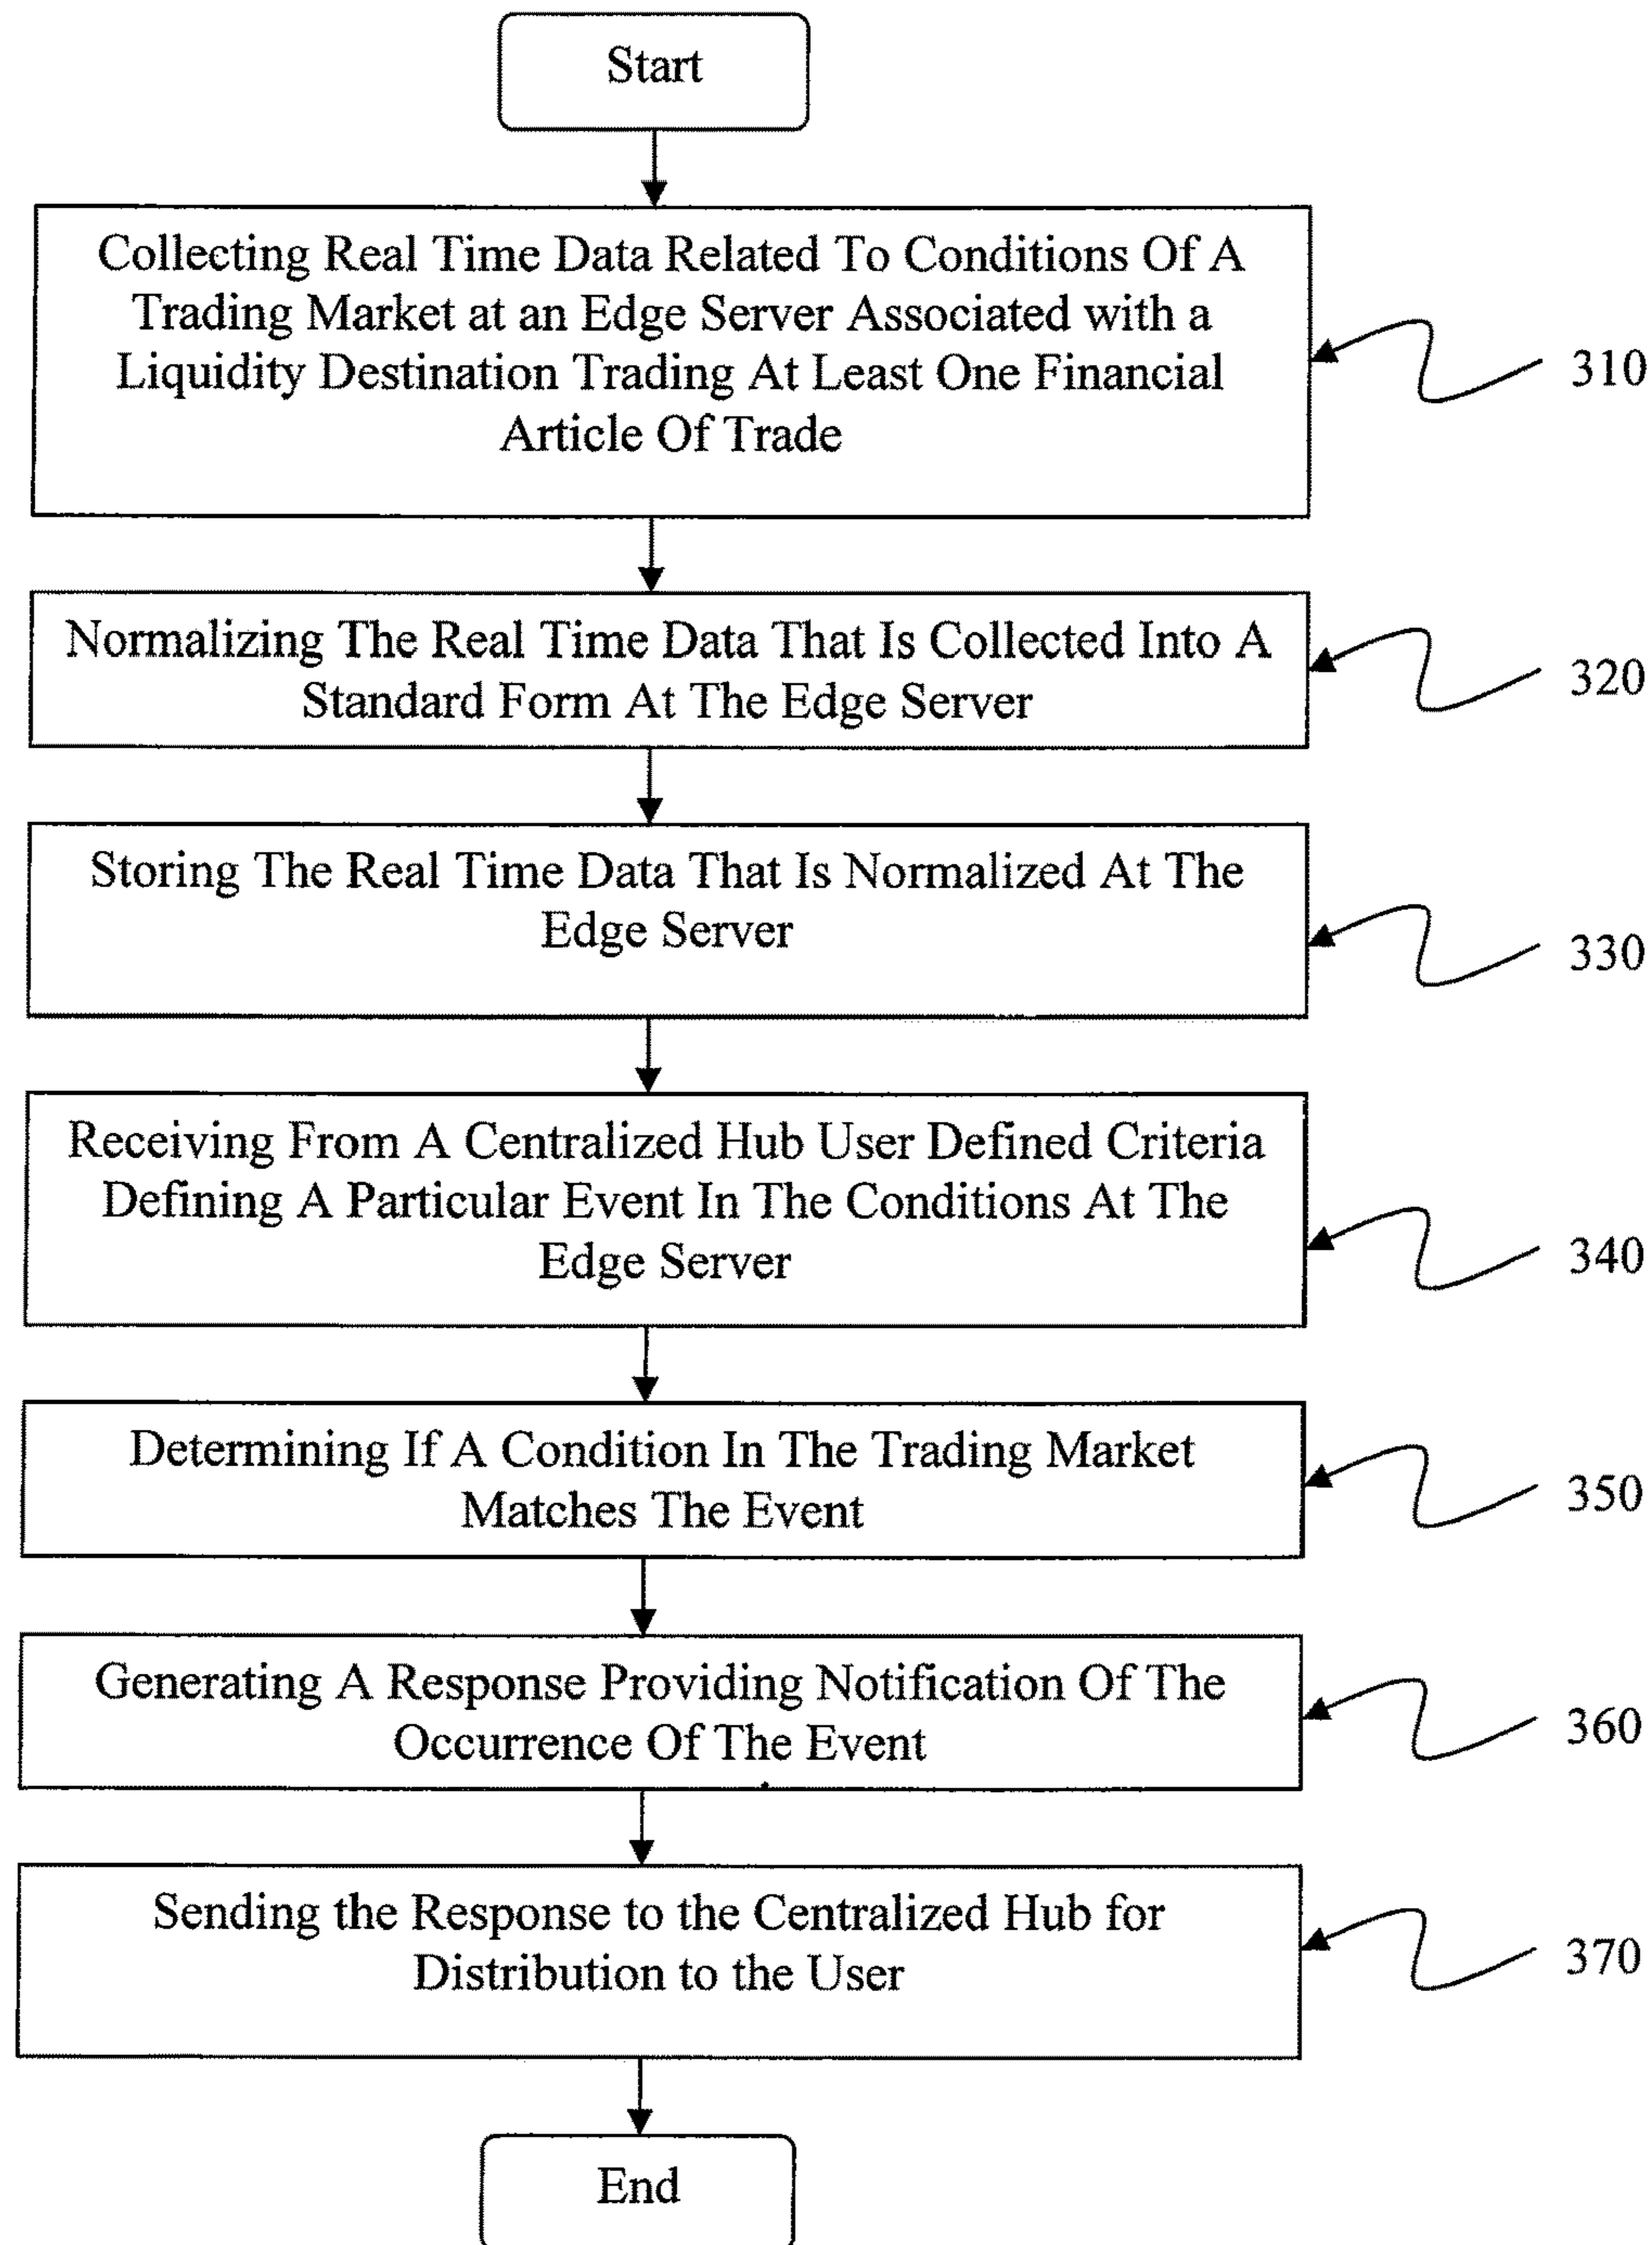 Start
Collecting Real Time Data Related To Conditions Of A
Trading Market at an Edge Server Associated with a
Liquidity Destination Trading At Least One Financial
Article Of Trade
310
Normalizing The Real Time Data That Is Collected Into A
Standard Form At The Edge Server
320
Storing The Real Time Data That Is Normalized At The
Edge Server
330
Receiving From A Centralized Hub User Defined Criteria
Defining A Particular Event In The Conditions At The
Edge Server
340
Determining If A Condition In The Trading Market
Matches The Event
350
Generating A Response Providing Notification Of The
Occurrence Of The Event
360
Sending the Response to the Centralized Hub for
Distribution to the User
370
End